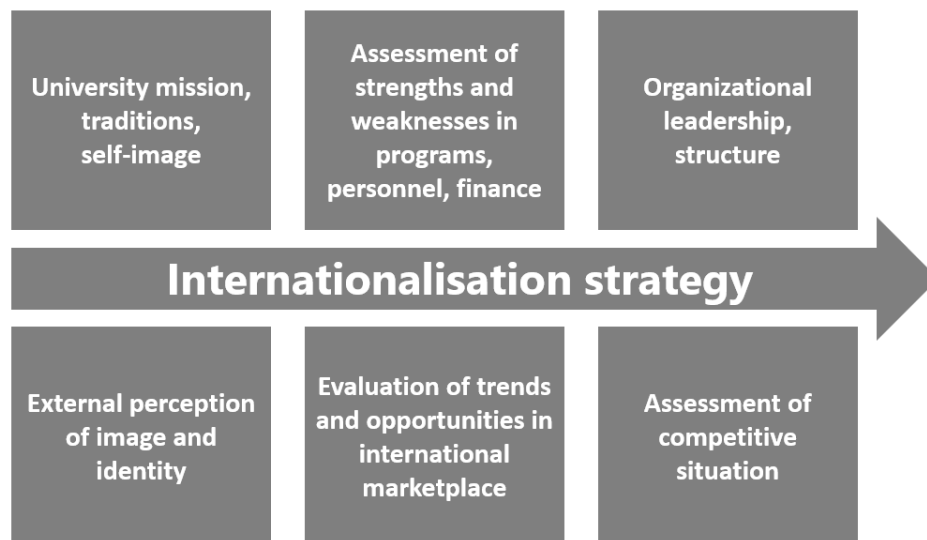 University mission,
traditions,
self-image
Assessment of
strengths and
weaknesses in
programs,
personnel, finance
Organizational
leadership,
structure
Internationalisation strategy
External perception
of image and
identity
Evaluation of trends
and opportunities in
international
marketplace
Assessment of
competitive
situation